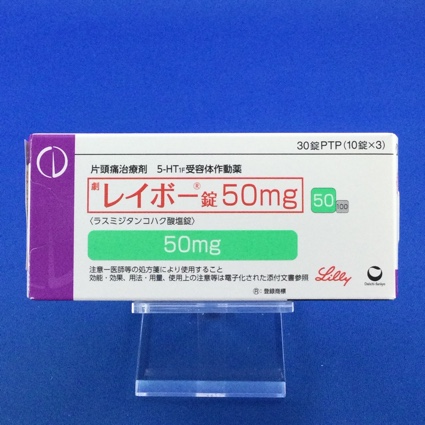 30錠PTP(10錠×3)
片頭痛治療剤 5-HT1F受容体作動薬
劇 レイボー®錠50mg 50 100
〈ラスミジタンコハク酸塩錠〉
50mg
注意-医師等の処方箋により使用すること
効能・効果、用法・用量、使用上の注意等は電子化された添付文書参照
Lilly
Ⓡ:登録商標